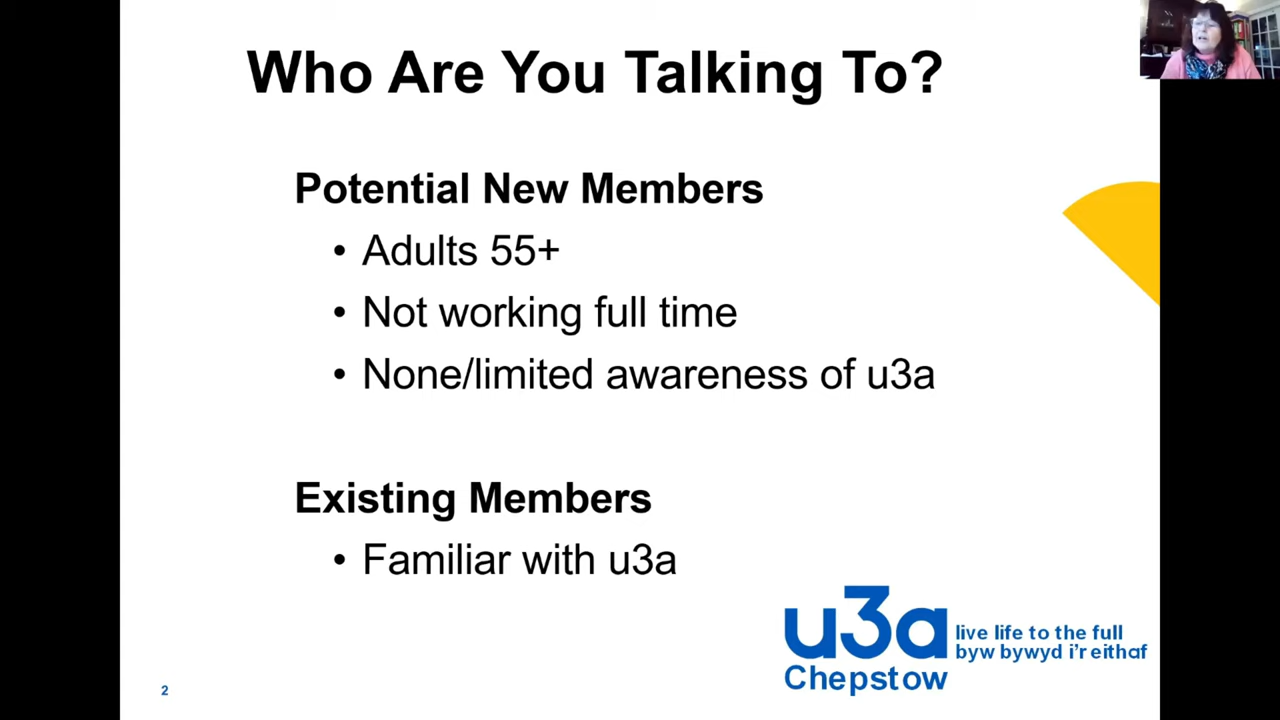 Who Are You Talking To?
Potential New Members
• Adults 55+
• Not working full time
• None/limited awareness of u3a
Existing Members
• Familiar with u3a
u3a
live life to the full
byw bywyd i'r eithaf
Chepstow
2